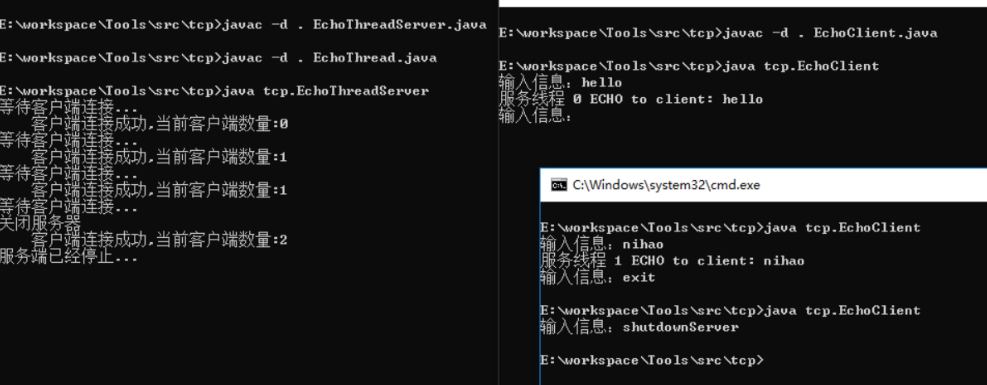 E:\workspace\Tools\src\tcp>javac -d . EchoThreadServer.java
E:\workspace\Tools\src\tcp>javac -d . EchoThread.java
E:\workspace\Tools\src\tcp>java tcp.EchoThreadServer
等待客户端连接...
客户端连接成功,当前客户端数量:0
等待客户端连接...
客户端连接成功,当前客户端数量:1
等待客户端连接...
客户端连接成功,当前客户端数量:1
等待客户端连接...
关闭服务器
客户端连接成功,当前客户端数量:2
服务端已经停止...
E:\workspace\Tools\src\tcp>javac -d . EchoClient.java
E:\workspace\Tools\src\tcp>java tcp.EchoClient
输入信息：hello
服务线程 0 ECHO to client: hello
输入信息：
C:\Windows\system32\cmd.exe
E:\workspace\Tools\src\tcp>java tcp.EchoClient
输入信息：nihao
服务线程 1 ECHO to client: nihao
输入信息：exit
E:\workspace\Tools\src\tcp>java tcp.EchoClient
输入信息：shutdownServer
E:\workspace\Tools\src\tcp>